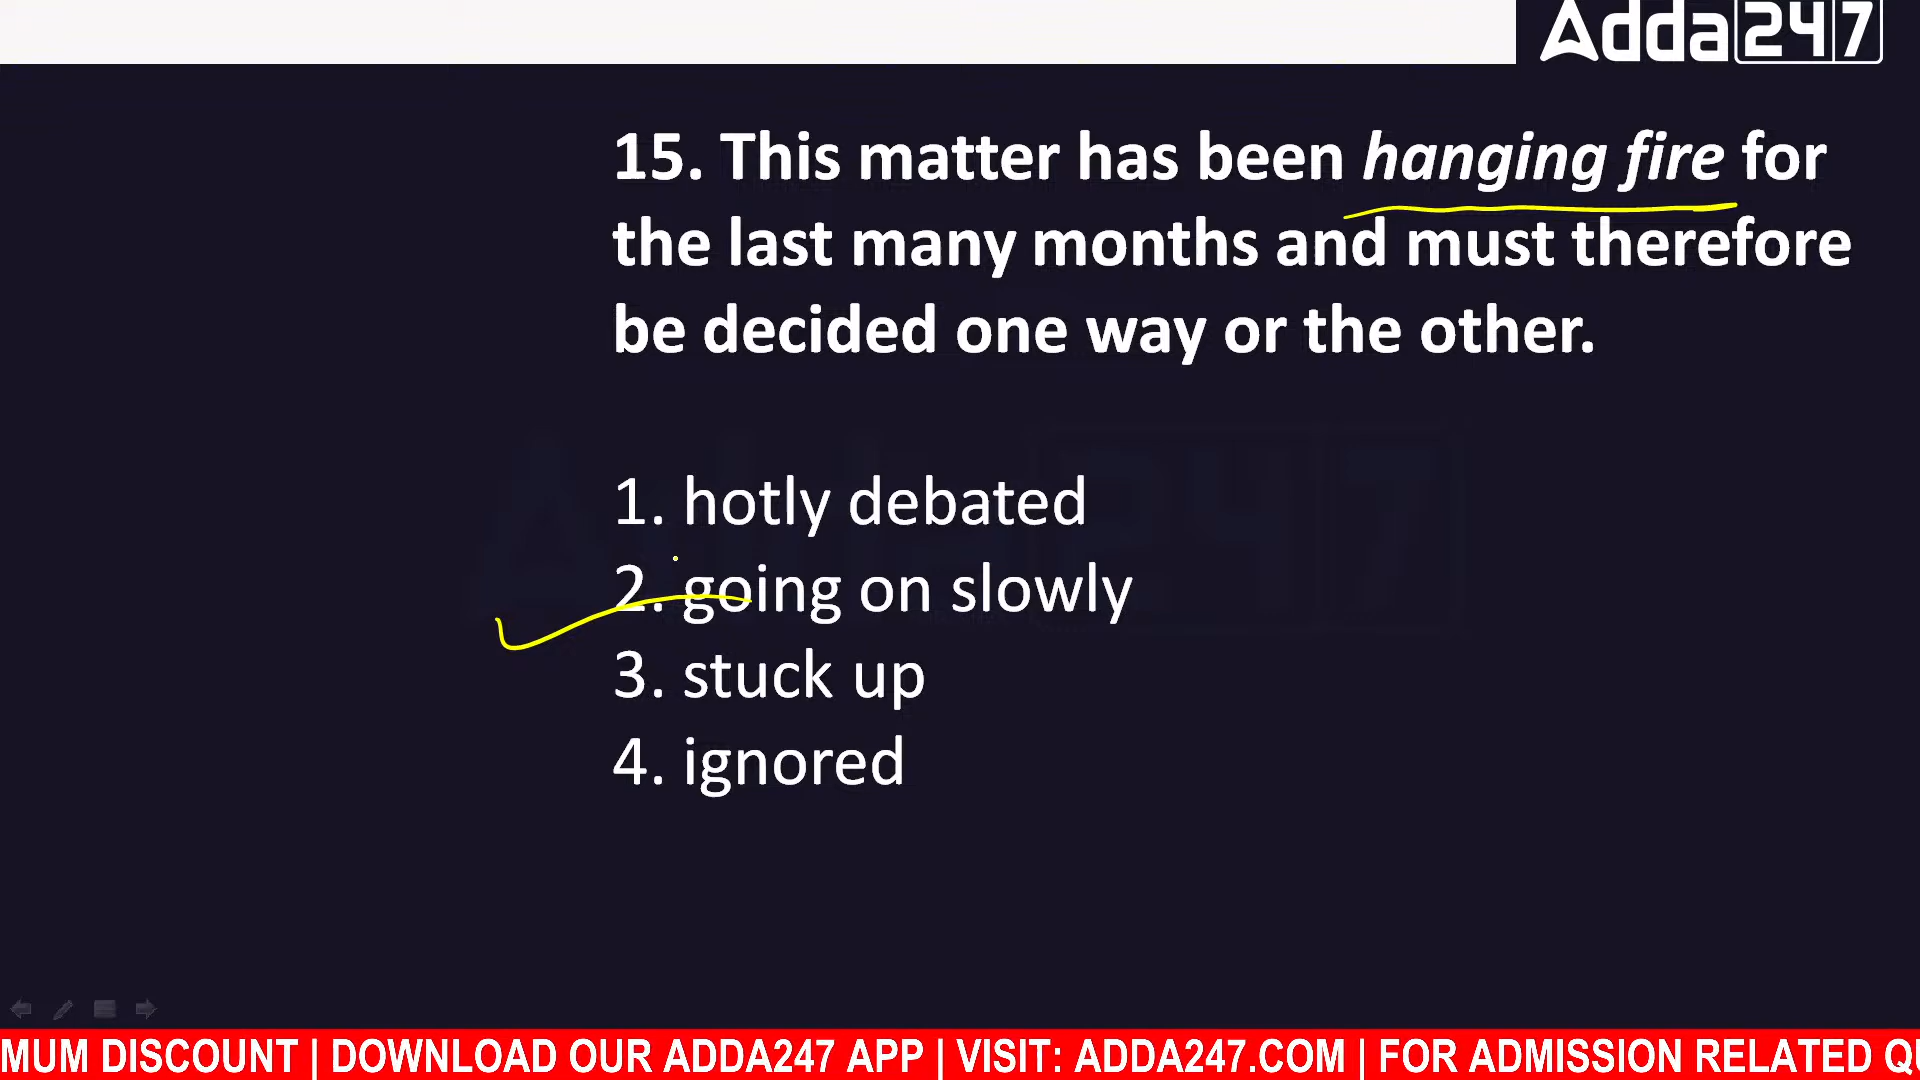 Adda247
15. This matter has been hanging fire for
the last many months and must therefore
be decided one way or the other.
1. hotly debated
2. going on slowly
3. stuck up
4. ignored
MUM DISCOUNT | DOWNLOAD OUR ADDA247 APP | VISIT: ADDA247.COM | FOR ADMISSION RELATED